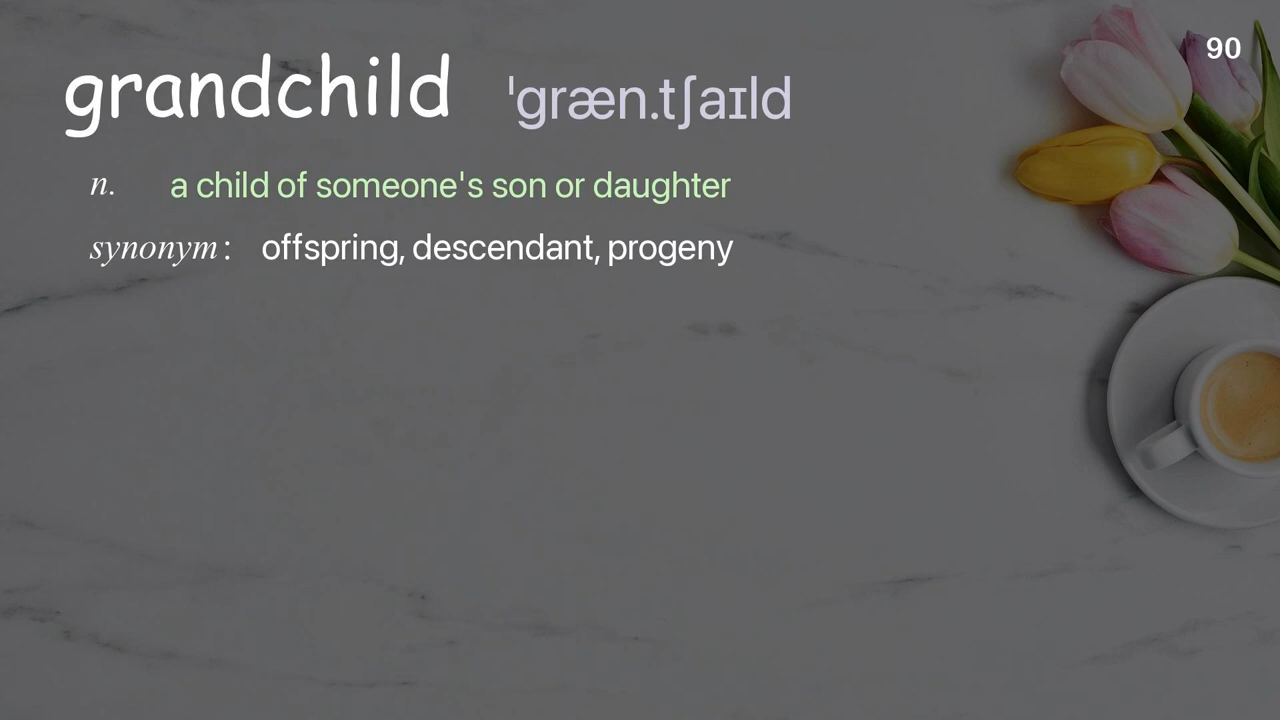 90
grandchild ˈɡræn.tʃaɪld
n. a child of someone's son or daughter
synonym: offspring, descendant, progeny